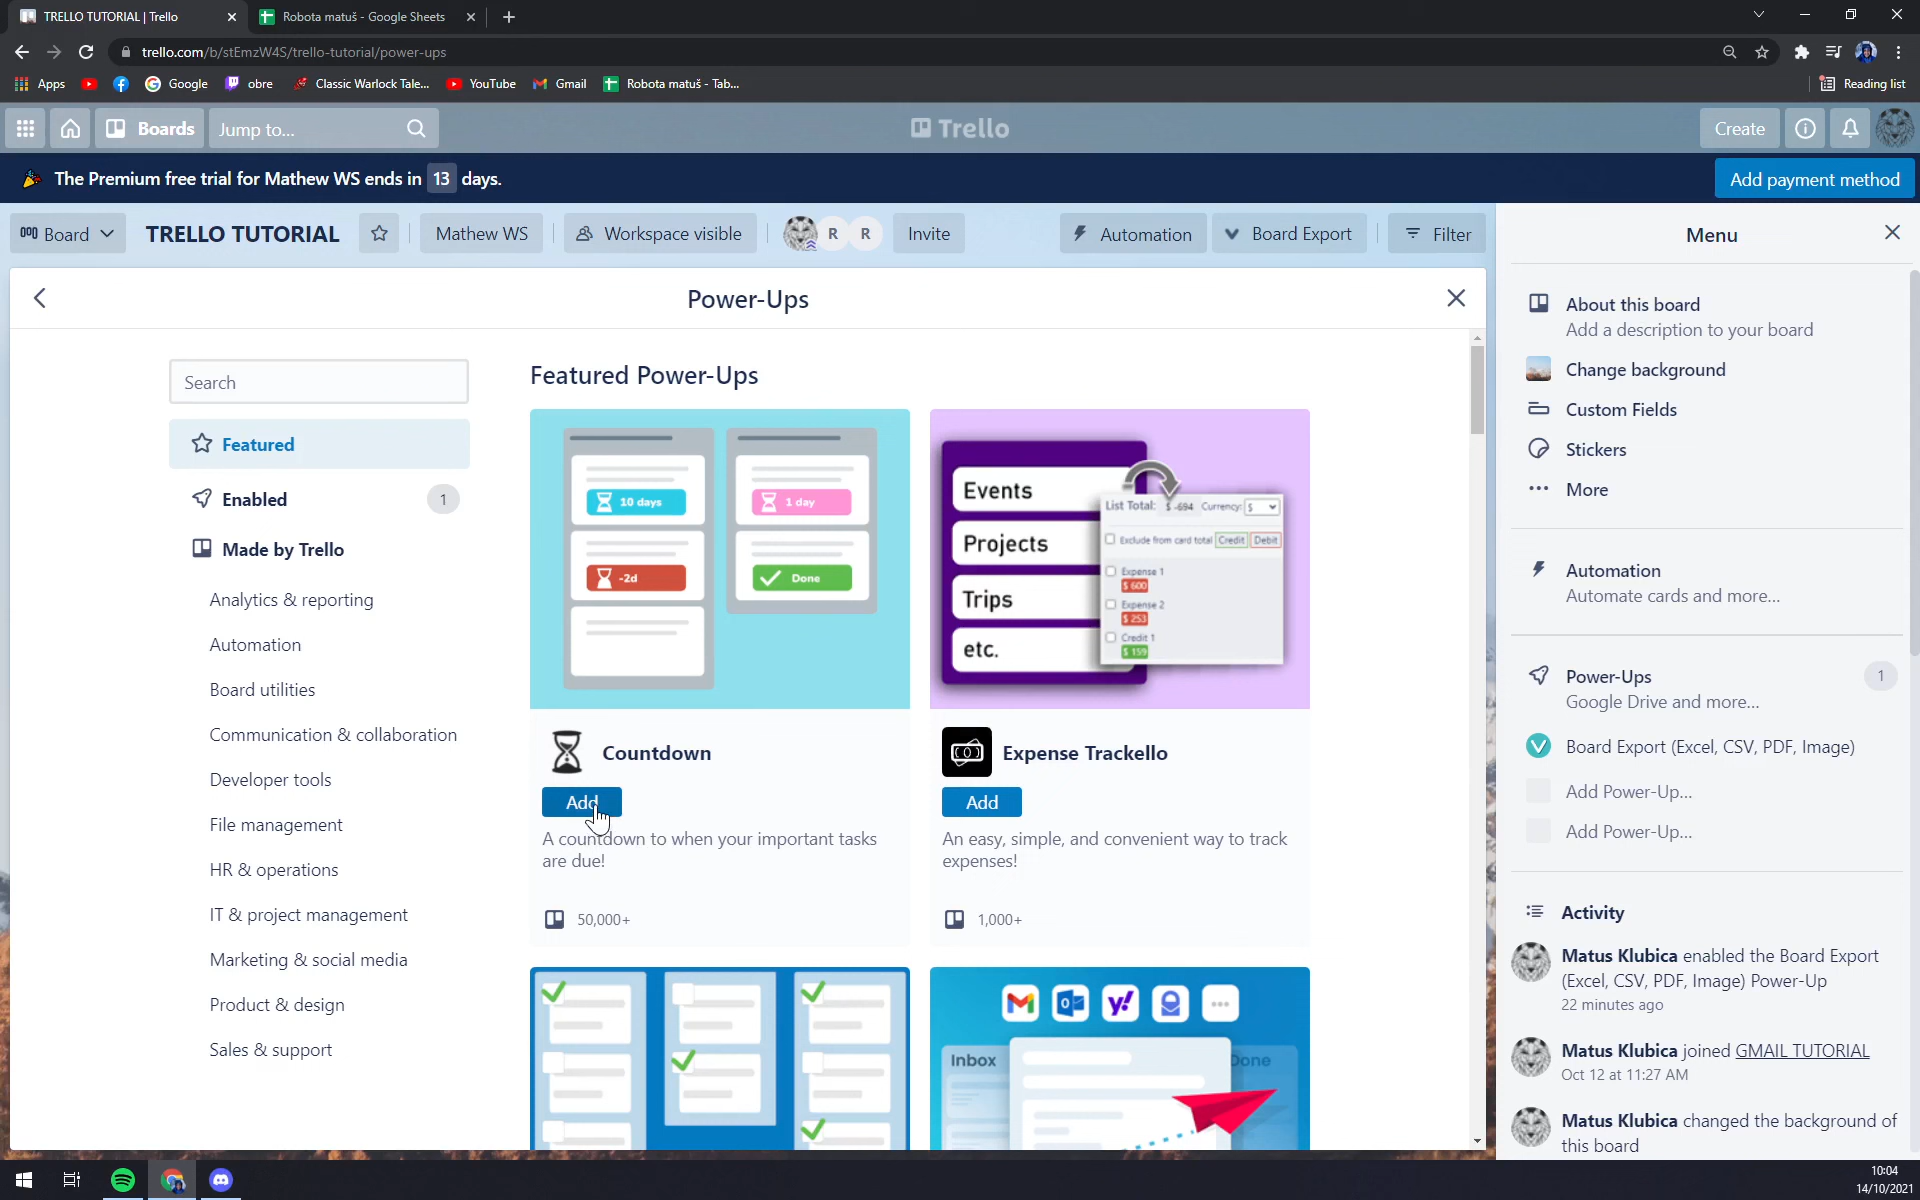 TRELLO TUTORIAL | Trello
Robota matuš - Google Sheets
trello.com/b/stEmzW4S/trello-tutorial/power-ups
Apps
Google
obre
Classic Warlock Tale...
YouTube
Gmail
Robota matuš - Tab...
Reading list
Boards
Jump to...
Trello
Create
The Premium free trial for Mathew WS ends in 13 days.
Add payment method
Board
TRELLO TUTORIAL
Mathew WS
Workspace visible
R
R
Invite
Automation
Board Export
Filter
Power-Ups
Search
Featured
Enabled
1
Made by Trello
Analytics & reporting
Automation
Board utilities
Communication & collaboration
Developer tools
File management
HR & operations
IT & project management
Marketing & social media
Product & design
Sales & support
Featured Power-Ups
10 days
1 day
-2d
Done
Countdown
Add
A countdown to when your important tasks
are due!
50,000+
Events
Projects
Trips
etc.
List Total: $ -694 Currency: $
Exclude from card total Credit Debit
Expense 1
$ 600
Expense 2
$ 253
Credit 1
$ 159
Expense Trackello
Add
An easy, simple, and convenient way to track
expenses!
1,000+
Inbox
Done
Menu
About this board
Add a description to your board
Change background
Custom Fields
Stickers
More
Automation
Automate cards and more...
Power-Ups
1
Google Drive and more...
Board Export (Excel, CSV, PDF, Image)
Add Power-Up...
Add Power-Up...
Activity
Matus Klubica enabled the Board Export
(Excel, CSV, PDF, Image) Power-Up
22 minutes ago
Matus Klubica joined GMAIL TUTORIAL
Oct 12 at 11:27 AM
Matus Klubica changed the background of
this board
10:04
14/10/2021